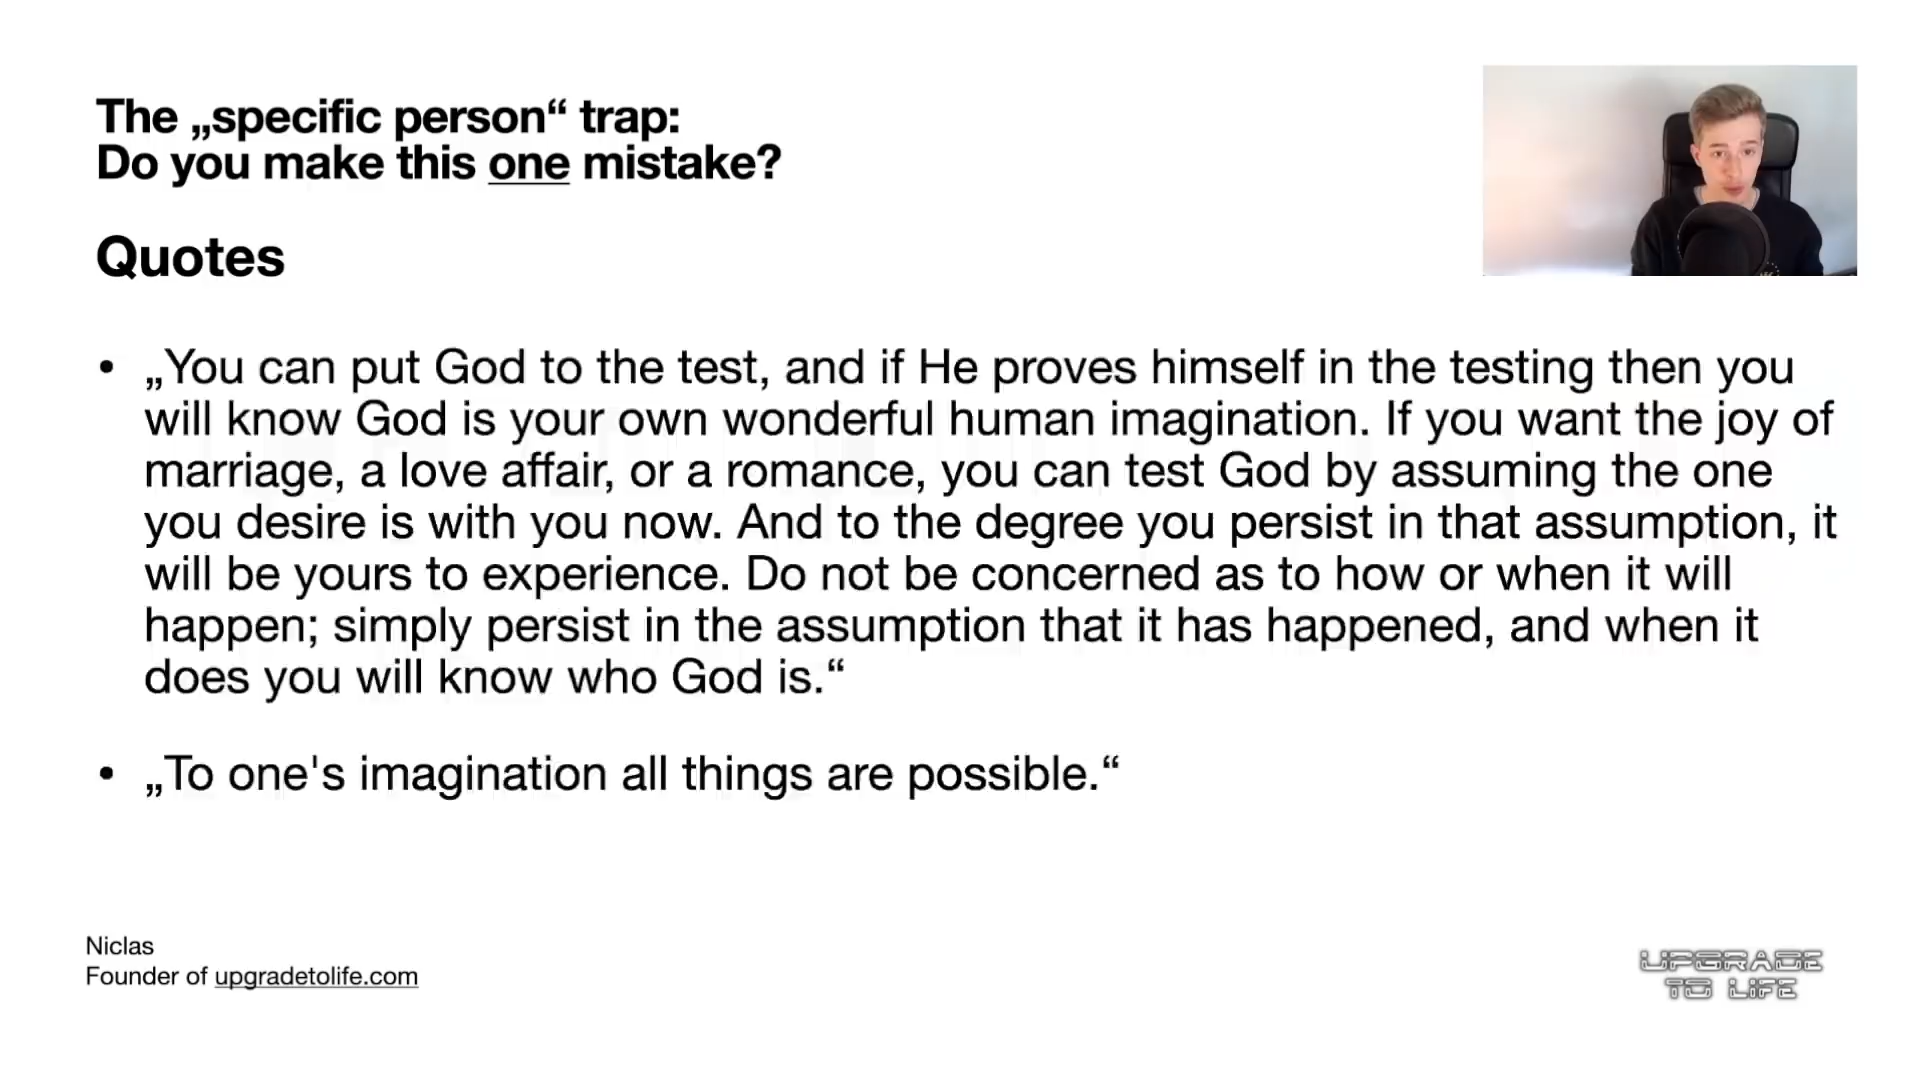 The „specific person“ trap:
Do you make this one mistake?
Quotes
• „You can put God to the test, and if He proves himself in the testing then you
will know God is your own wonderful human imagination. If you want the joy of
marriage, a love affair, or a romance, you can test God by assuming the one
you desire is with you now. And to the degree you persist in that assumption, it
will be yours to experience. Do not be concerned as to how or when it will
happen; simply persist in the assumption that it has happened, and when it
does you will know who God is.“
• „To one's imagination all things are possible.“
Niclas
Founder of upgradetolife.com
UPGRADE
TO LIFE